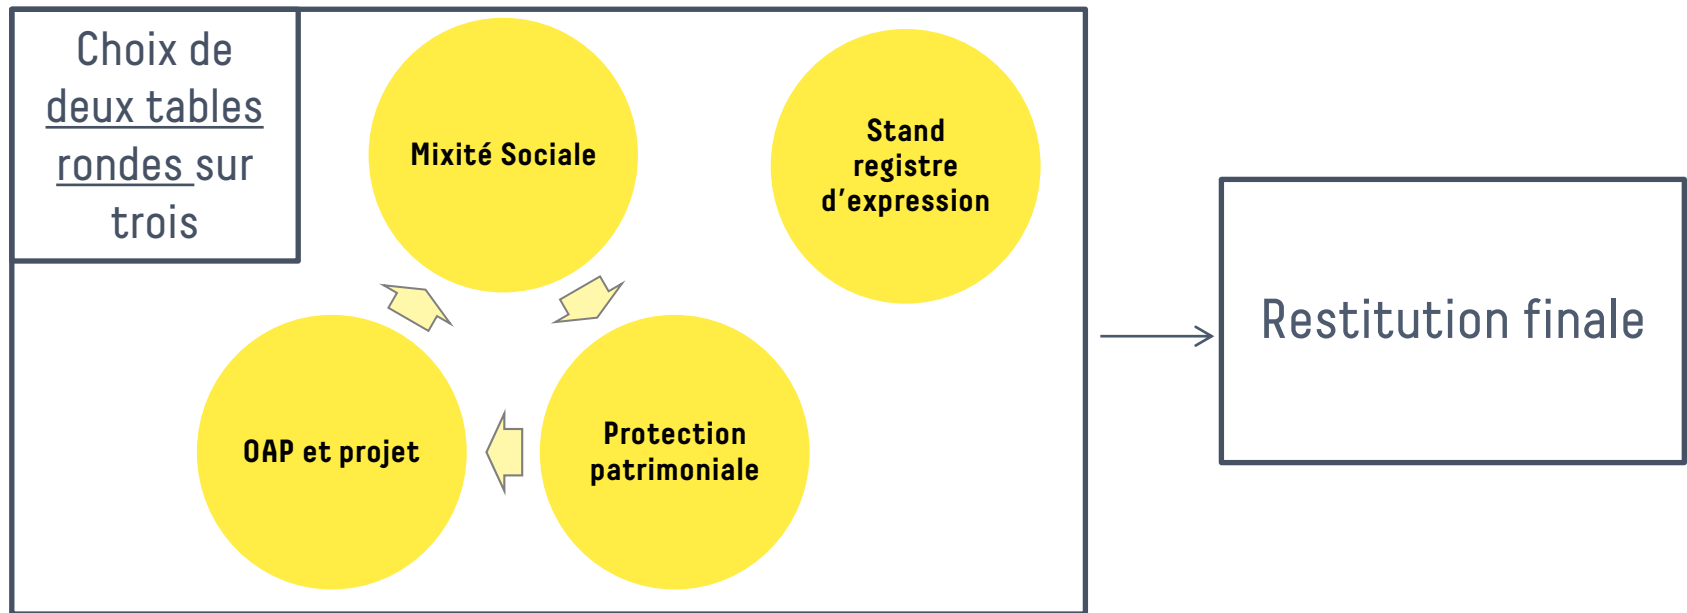 Choix de
deux tables
rondes sur
trois
Mixité Sociale
Stand
registre
d’expression
OAP et projet
Protection
patrimoniale
Restitution finale